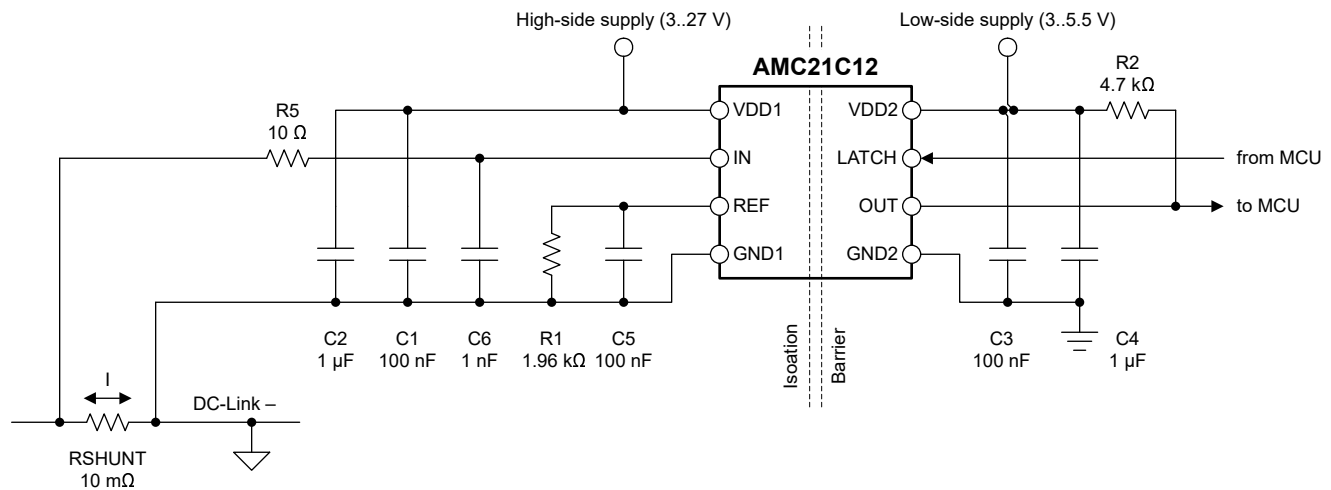 High-side supply (3..27 V)
Low-side supply (3..5.5 V)
AMC21C12
R2
4.7 kΩ
R5
10 Ω
VDD1
VDD2
IN
LATCH
from MCU
REF
OUT
to MCU
GND1
GND2
C2
1 µF
C1
100 nF
C6
1 nF
R1
1.96 kΩ
C5
100 nF
Isoation
Barrier
C3
100 nF
C4
1 µF
I
DC-Link –
RSHUNT
10 mΩ